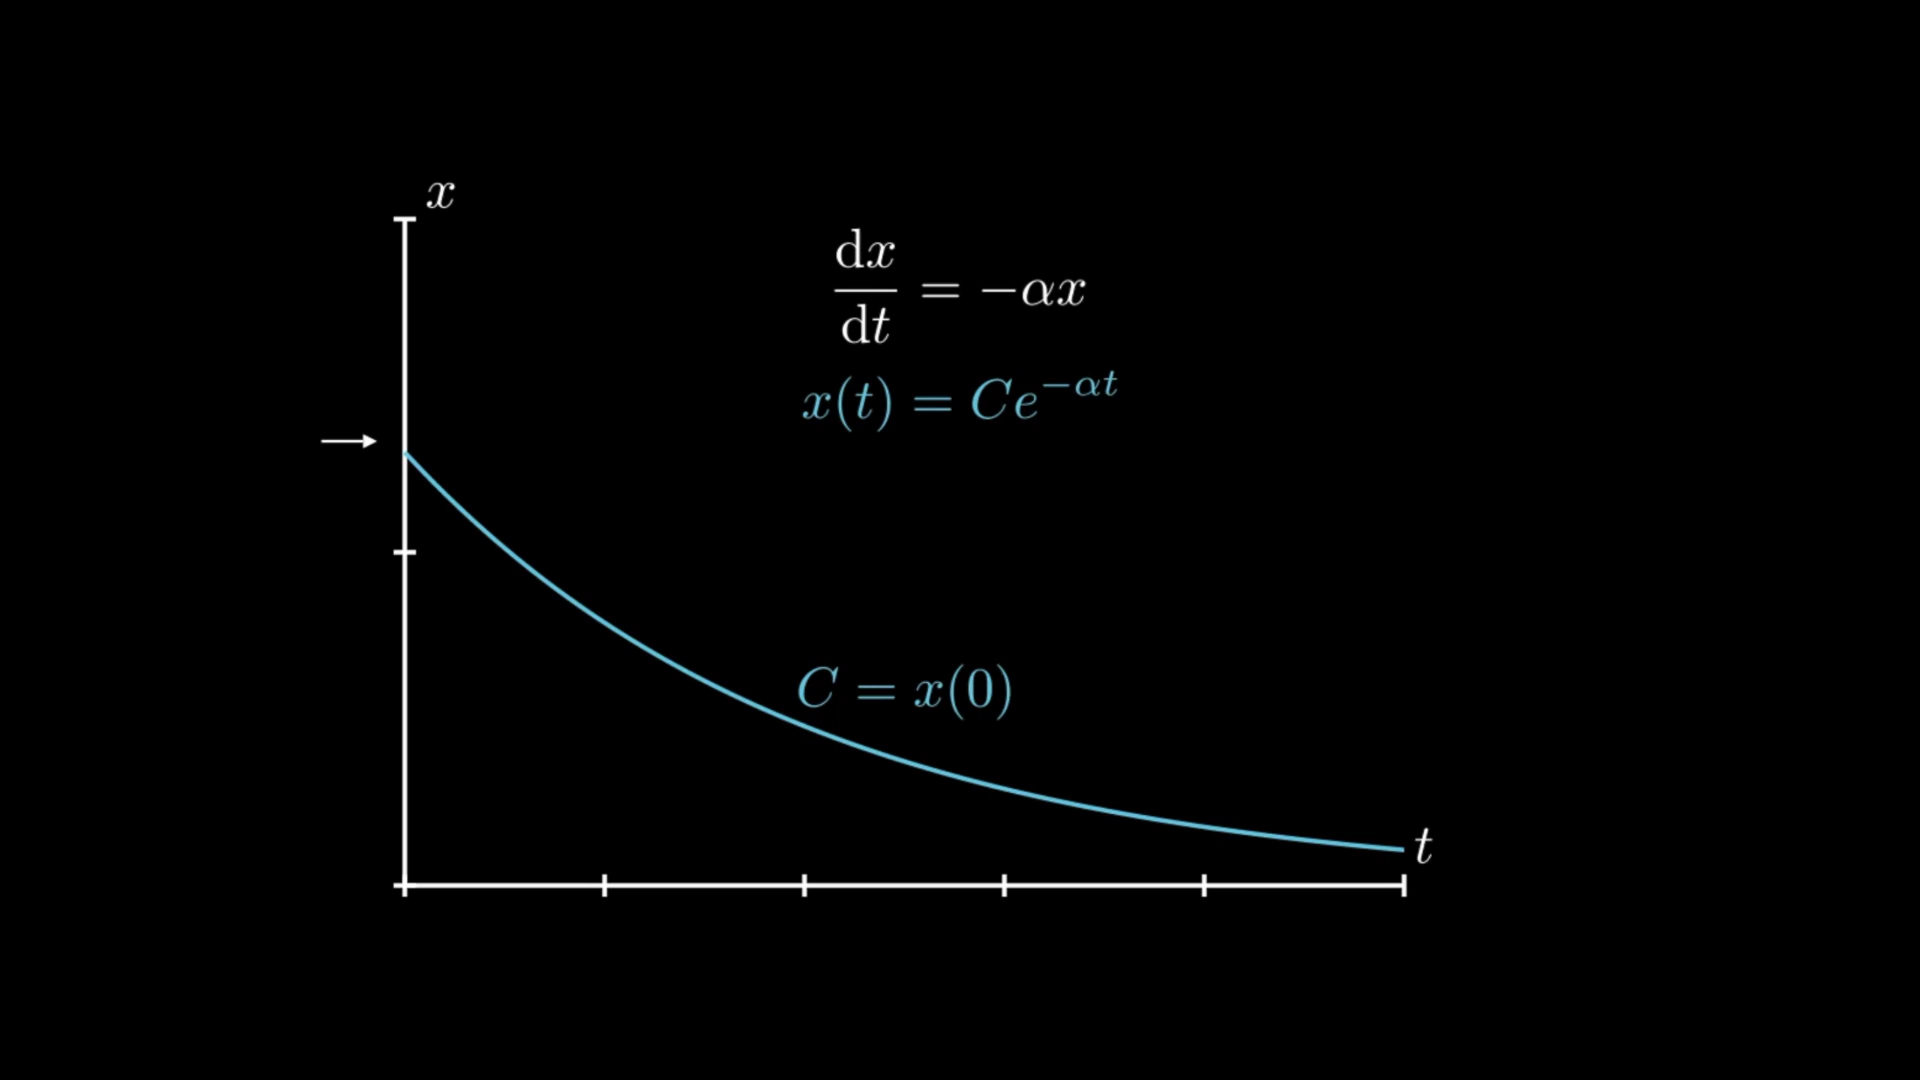 x
dx/dt = −αx
x(t) = Ce^{−αt}
C = x(0)
t